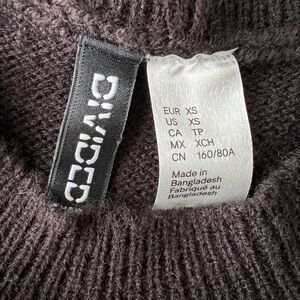 DIVIDED
EUR XS
US XS
CA TP
MX XCH
CN 160/80A
Made in
Bangladesh
Fabriqué au
Bangladesh